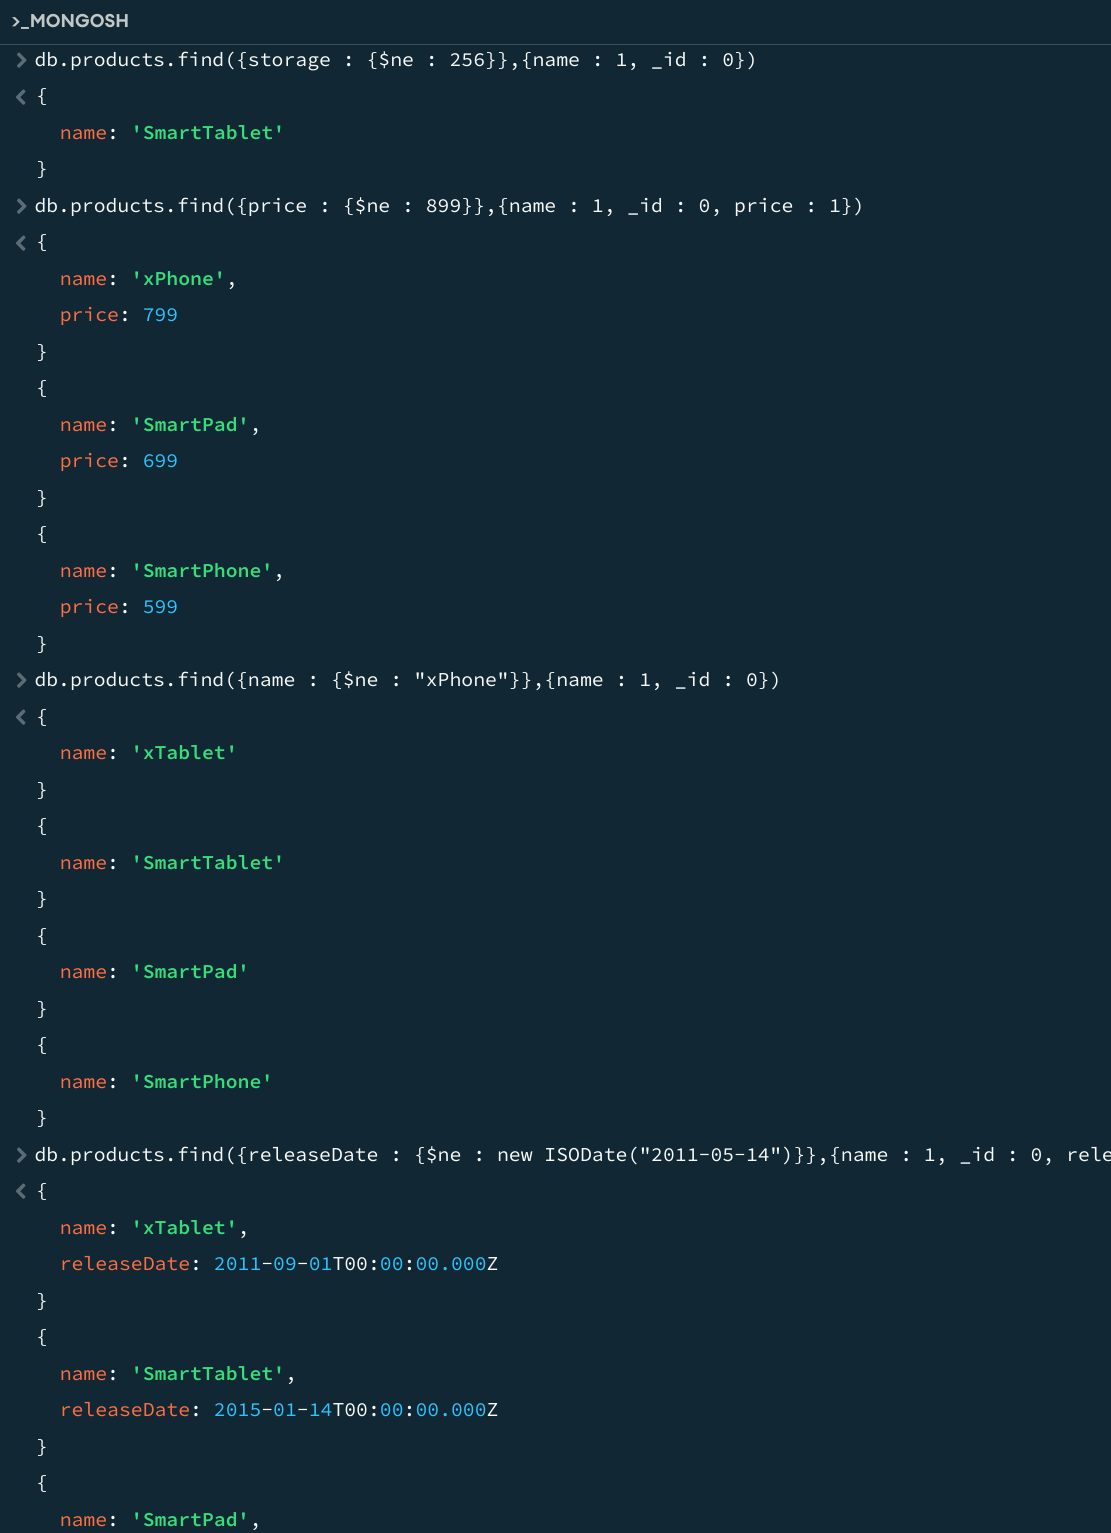 >_MONGOSH
> db.products.find({storage : {$ne : 256}},{name : 1, _id : 0})
< {
name: 'SmartTablet'
}
> db.products.find({price : {$ne : 899}},{name : 1, _id : 0, price : 1})
< {
name: 'xPhone',
price: 799
}
{
name: 'SmartPad',
price: 699
}
{
name: 'SmartPhone',
price: 599
}
> db.products.find({name : {$ne : "xPhone"}},{name : 1, _id : 0})
< {
name: 'xTablet'
}
{
name: 'SmartTablet'
}
{
name: 'SmartPad'
}
{
name: 'SmartPhone'
}
> db.products.find({releaseDate : {$ne : new ISODate("2011-05-14")}},{name : 1, _id : 0, rele
< {
name: 'xTablet',
releaseDate: 2011-09-01T00:00:00.000Z
}
{
name: 'SmartTablet',
releaseDate: 2015-01-14T00:00:00.000Z
}
{
name: 'SmartPad',